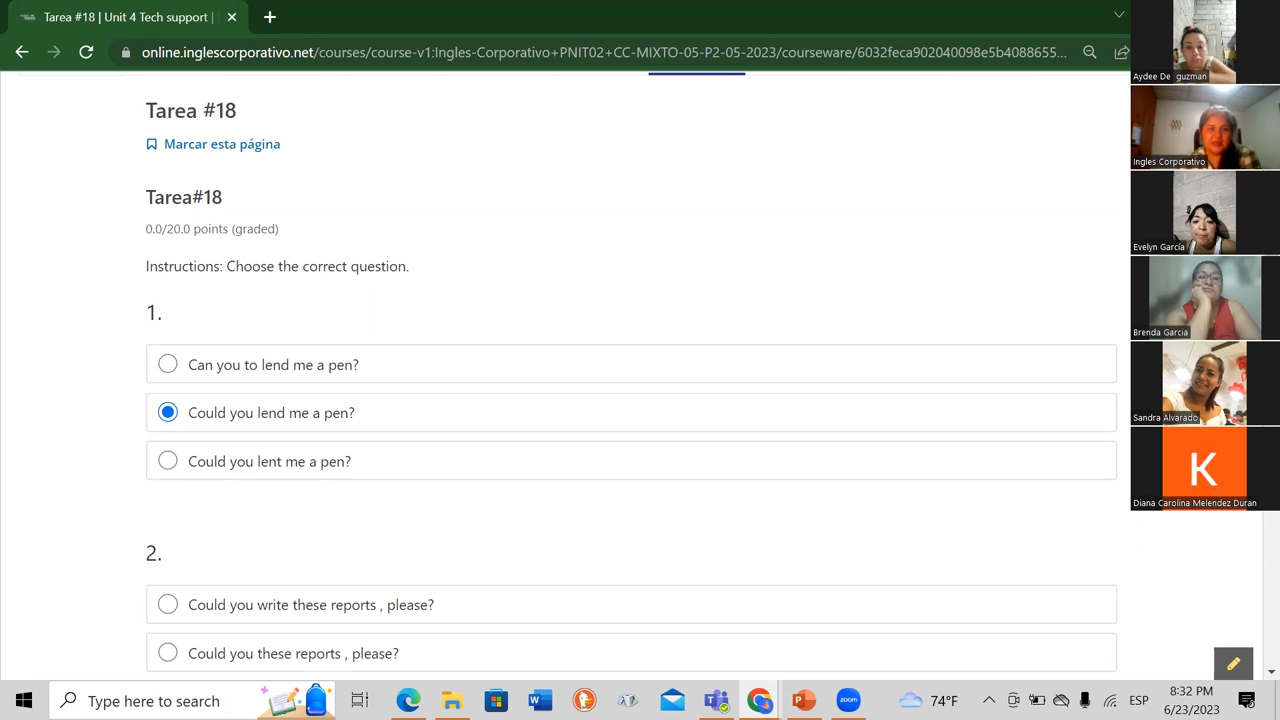 Tarea #18 | Unit 4 Tech support |
online.inglescorporativo.net/courses/course-v1:Ingles-Corporativo+PNIT02+CC-MIXTO-05-P2-05-2023/courseware/6032feca902f4098e5b4088655...
Tarea #18
Marcar esta página
Tarea#18
0.0/20.0 points (graded)
Instructions: Choose the correct question.
1.
Can you to lend me a pen?
Could you lend me a pen?
Could you lent me a pen?
2.
Could you write these reports , please?
Could you these reports , please?
Aydee De guzman
Ingles Corporativo
Evelyn García
Brenda Garcia
Sandra Alvarado
K
Diana Carolina Melendez Duran
Type here to search
zoom
74°F
ESP
8:32 PM
6/23/2023